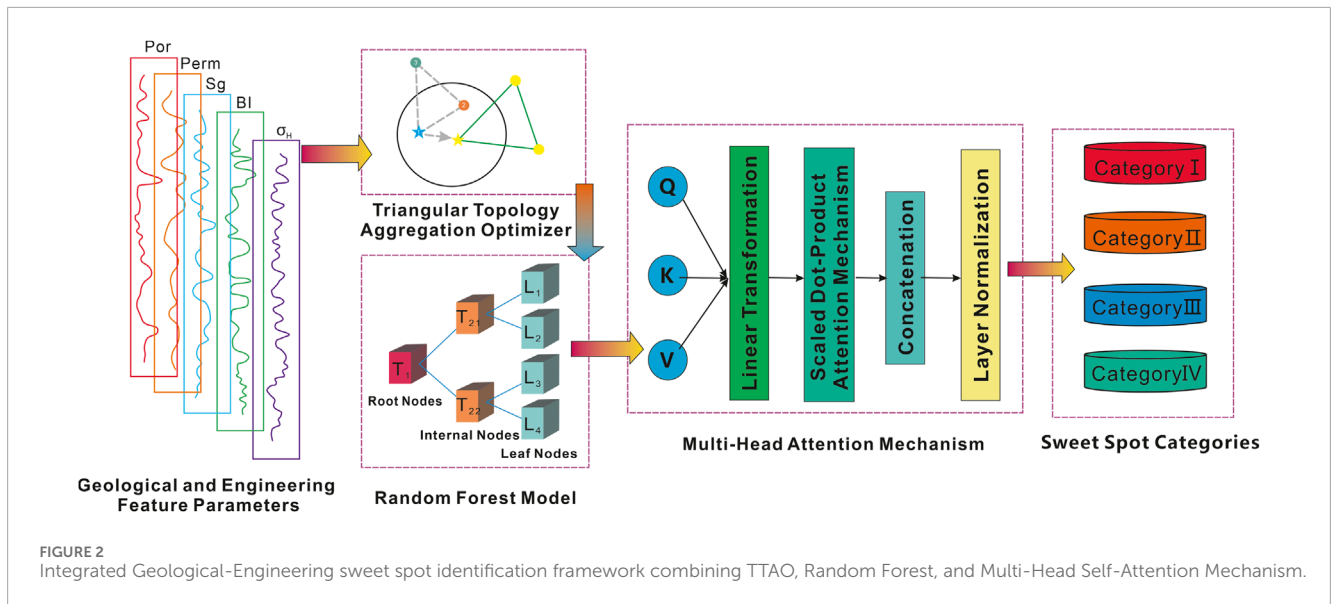 Por
Perm
Sg
BI
σH
Geological and Engineering
Feature Parameters
1
2
Triangular Topology
Aggregation Optimizer
T1
T21
T22
L1
L2
L3
L4
Root Nodes
Internal Nodes
Leaf Nodes
Random Forest Model
Q
K
V
Linear Transformation
Scaled Dot-Product
Attention Mechanism
Concatenation
Layer Normalization
Multi-Head Attention Mechanism
Category Ⅰ
Category Ⅱ
Category Ⅲ
Category Ⅳ
Sweet Spot Categories
FIGURE 2
Integrated Geological-Engineering sweet spot identification framework combining TTAO, Random Forest, and Multi-Head Self-Attention Mechanism.